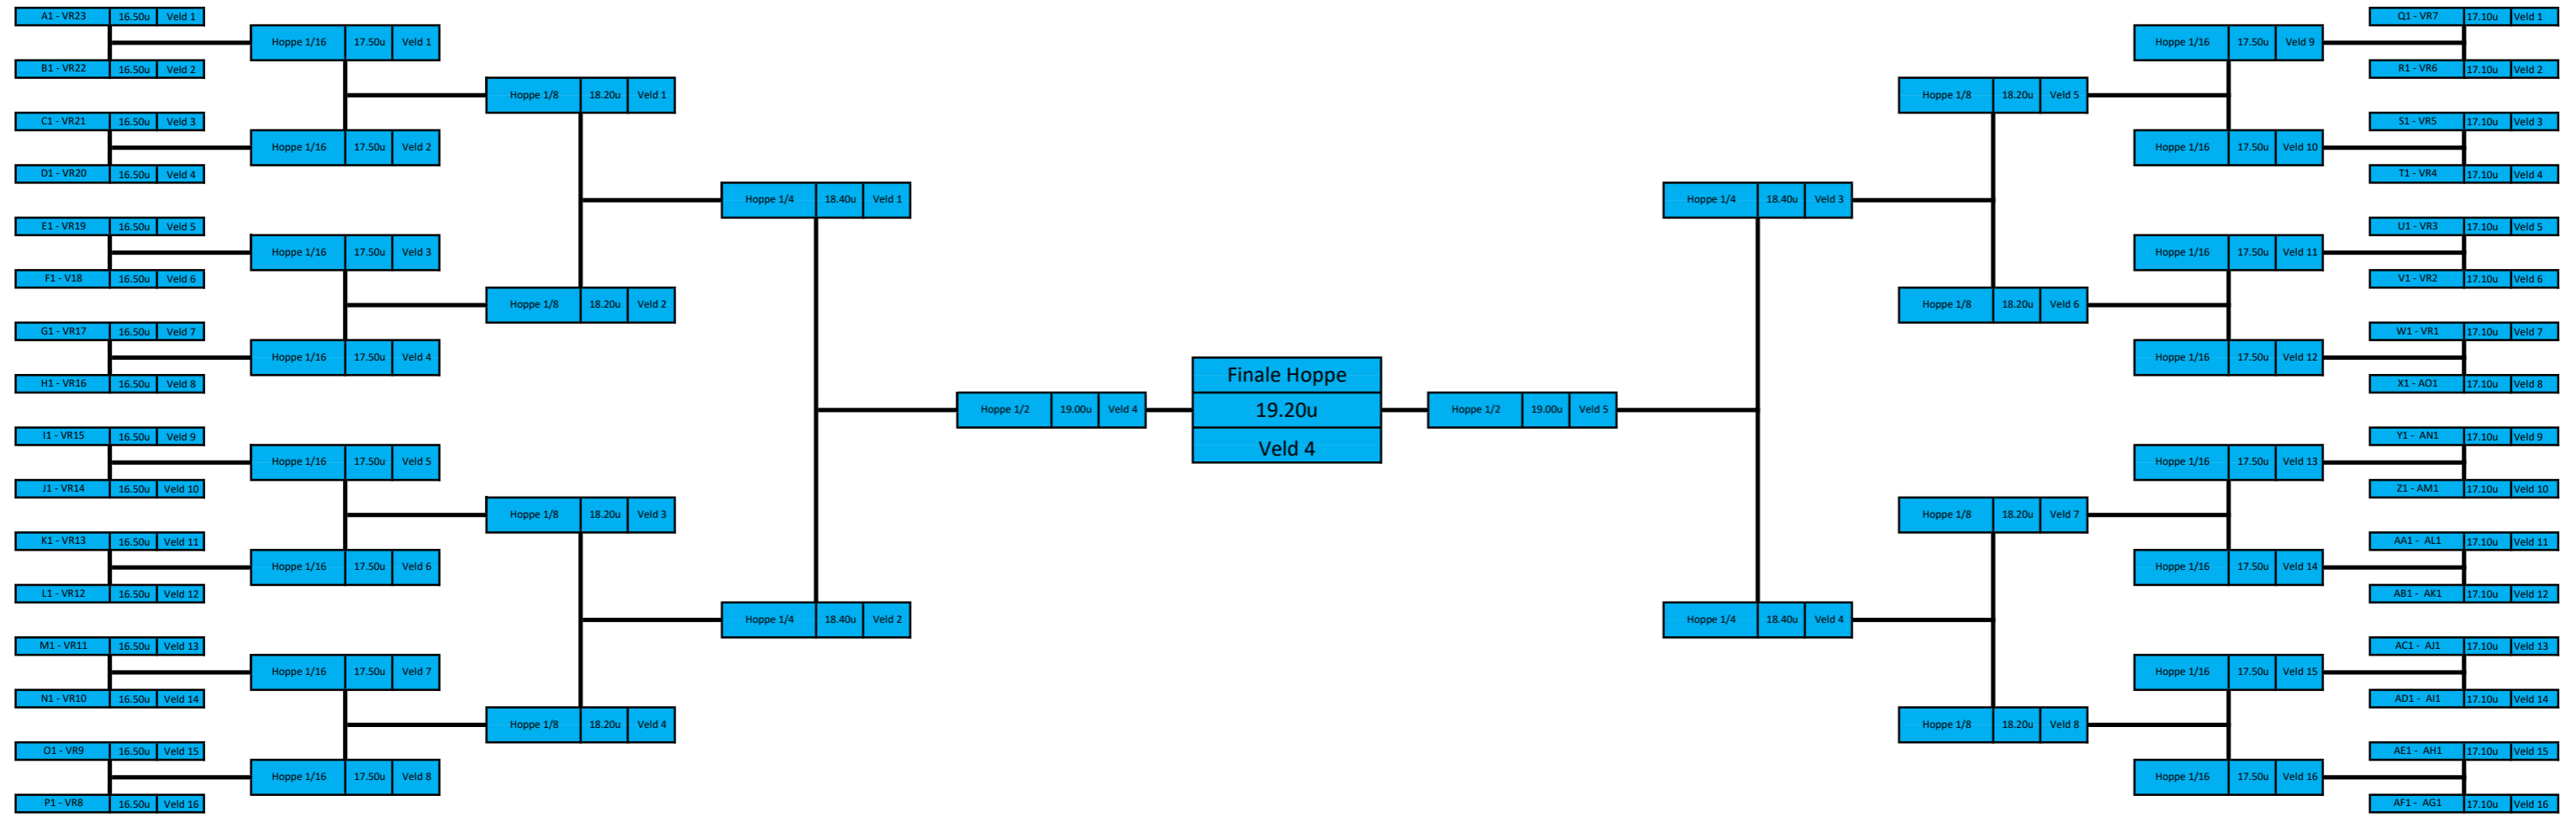 A1 - VR23 16.50u Veld 1
B1 - VR22 16.50u Veld 2
C1 - VR21 16.50u Veld 3
D1 - VR20 16.50u Veld 4
E1 - VR19 16.50u Veld 5
F1 - V18 16.50u Veld 6
G1 - VR17 16.50u Veld 7
H1 - VR16 16.50u Veld 8
I1 - VR15 16.50u Veld 9
J1 - VR14 16.50u Veld 10
K1 - VR13 16.50u Veld 11
L1 - VR12 16.50u Veld 12
M1 - VR11 16.50u Veld 13
N1 - VR10 16.50u Veld 14
O1 - VR9 16.50u Veld 15
P1 - VR8 16.50u Veld 16
Hoppe 1/16 17.50u Veld 1
Hoppe 1/16 17.50u Veld 2
Hoppe 1/16 17.50u Veld 3
Hoppe 1/16 17.50u Veld 4
Hoppe 1/16 17.50u Veld 5
Hoppe 1/16 17.50u Veld 6
Hoppe 1/16 17.50u Veld 7
Hoppe 1/16 17.50u Veld 8
Hoppe 1/8 18.20u Veld 1
Hoppe 1/8 18.20u Veld 2
Hoppe 1/8 18.20u Veld 3
Hoppe 1/8 18.20u Veld 4
Hoppe 1/4 18.40u Veld 1
Hoppe 1/4 18.40u Veld 2
Hoppe 1/2 19.00u Veld 4
Finale Hoppe
19.20u
Veld 4
Hoppe 1/2 19.00u Veld 5
Hoppe 1/4 18.40u Veld 3
Hoppe 1/4 18.40u Veld 4
Hoppe 1/8 18.20u Veld 5
Hoppe 1/8 18.20u Veld 6
Hoppe 1/8 18.20u Veld 7
Hoppe 1/8 18.20u Veld 8
Hoppe 1/16 17.50u Veld 9
Hoppe 1/16 17.50u Veld 10
Hoppe 1/16 17.50u Veld 11
Hoppe 1/16 17.50u Veld 12
Hoppe 1/16 17.50u Veld 13
Hoppe 1/16 17.50u Veld 14
Hoppe 1/16 17.50u Veld 15
Hoppe 1/16 17.50u Veld 16
Q1 - VR7 17.10u Veld 1
R1 - VR6 17.10u Veld 2
S1 - VR5 17.10u Veld 3
T1 - VR4 17.10u Veld 4
U1 - VR3 17.10u Veld 5
V1 - VR2 17.10u Veld 6
W1 - VR1 17.10u Veld 7
X1 - AO1 17.10u Veld 8
Y1 - AN1 17.10u Veld 9
Z1 - AM1 17.10u Veld 10
AA1 - AL1 17.10u Veld 11
AB1 - AK1 17.10u Veld 12
AC1 - AJ1 17.10u Veld 13
AD1 - AI1 17.10u Veld 14
AE1 - AH1 17.10u Veld 15
AF1 - AG1 17.10u Veld 16